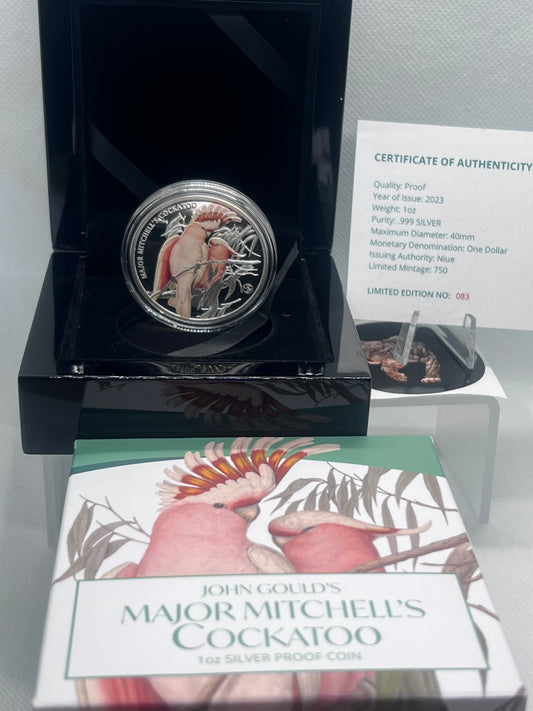 MAJOR MITCHELL'S COCKATOO
CERTIFICATE OF AUTHENTICITY
Quality: Proof
Year of Issue: 2023
Weight: 1oz
Purity: .999 SILVER
Maximum Diameter: 40mm
Monetary Denomination: One Dollar
Issuing Authority: Niue
Limited Mintage: 750
LIMITED EDITION NO: 083
JOHN GOULD'S
MAJOR MITCHELL'S
COCKATOO
1oz SILVER PROOF COIN